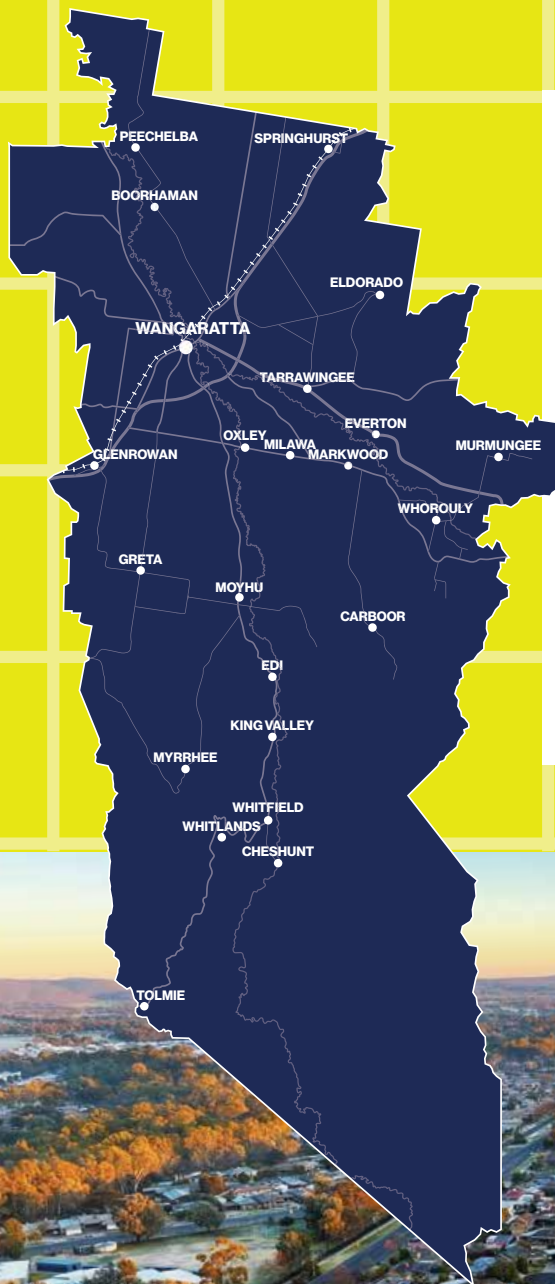 PEECHELBA
SPRINGHURST
BOORHAMAN
ELDORADO
WANGARATTA
TARRAWINGEE
EVERTON
OXLEY
MILAWA
MARKWOOD
MURMUNGEE
GLENROWAN
WHOROULY
GRETA
MOYHU
CARBOOR
EDI
KING VALLEY
MYRRHEE
WHITFIELD
WHITLANDS
CHESHUNT
TOLMIE